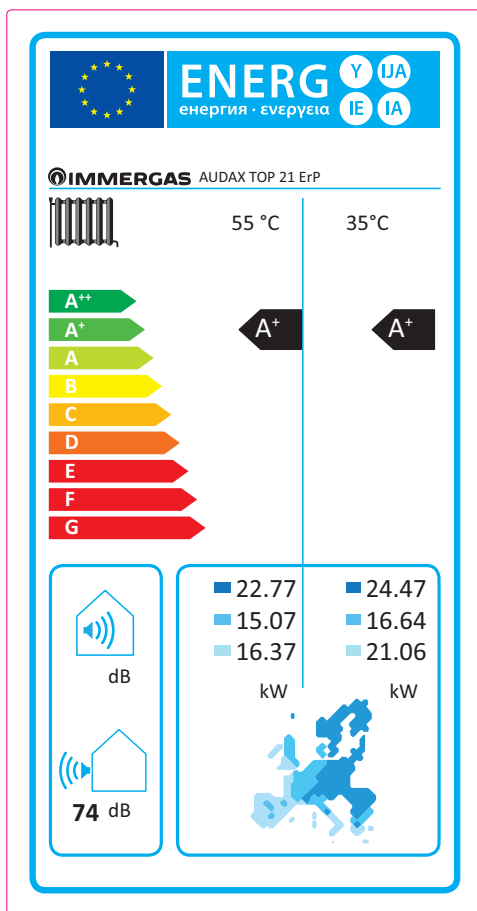 ENERG
енергия · ενεργεια
Y IJA
IE IA
IMMERGAS AUDAX TOP 21 ErP
55 °C 35°C
A++
A+
A
B
C
D
E
F
G
A+ A+
22.77 24.47
15.07 16.64
16.37 21.06
kW kW
dB
74 dB